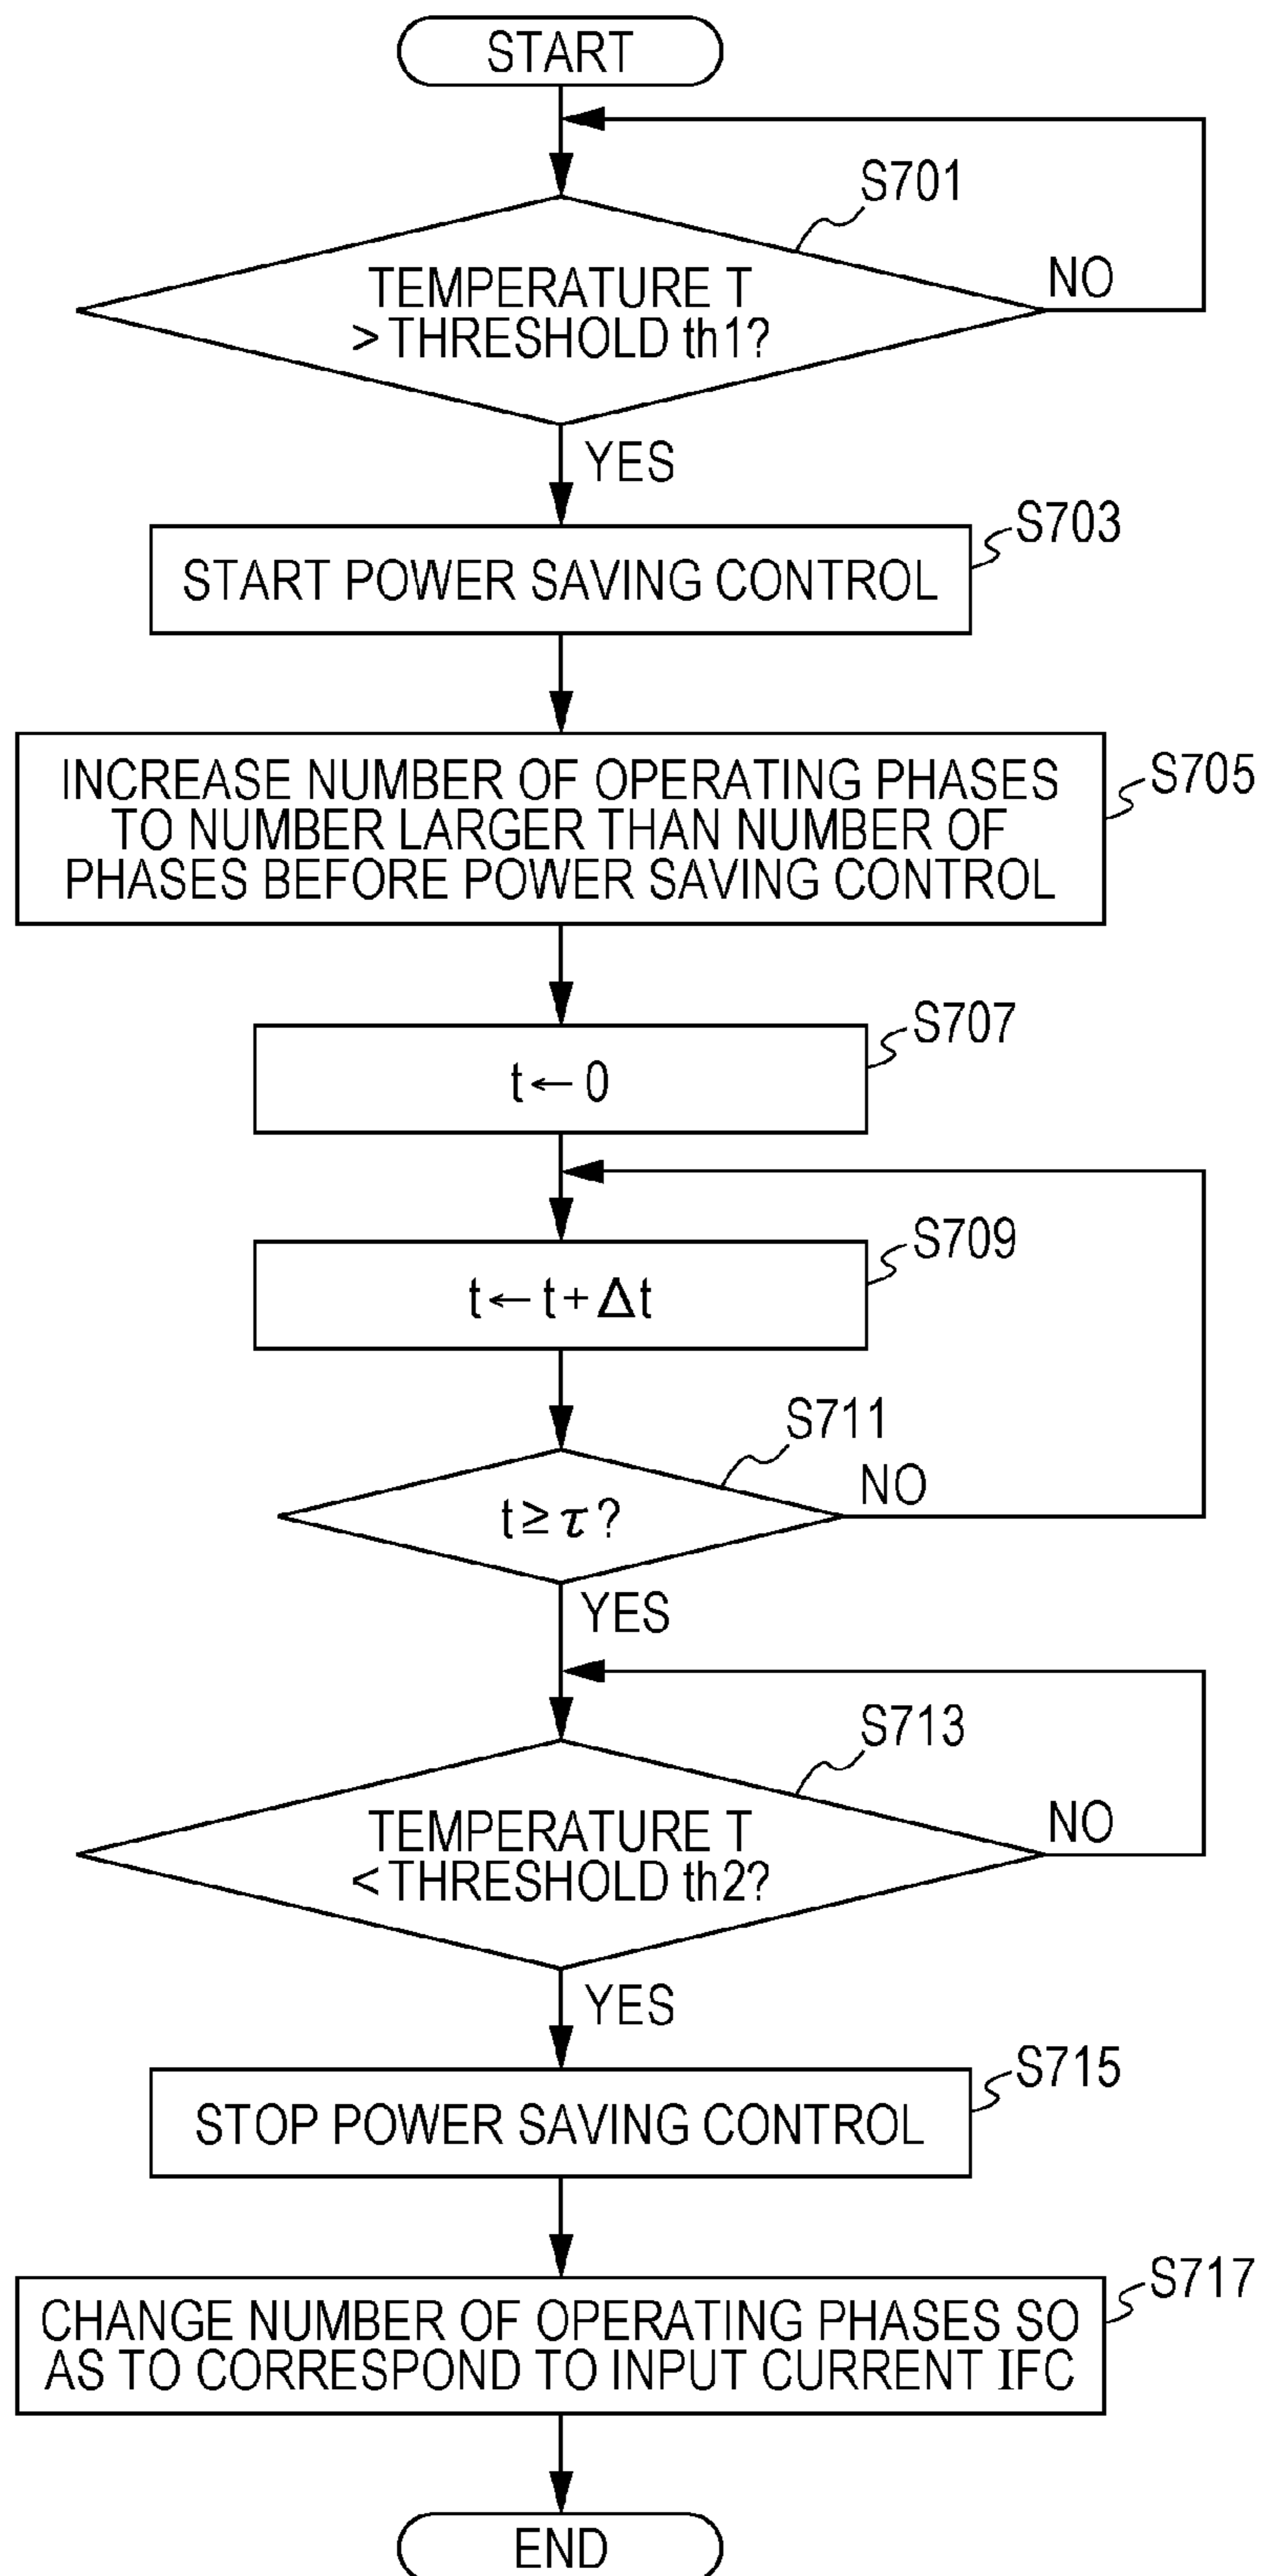 START
S701
TEMPERATURE T
> THRESHOLD th1?
NO
YES
S703
START POWER SAVING CONTROL
S705
INCREASE NUMBER OF OPERATING PHASES
TO NUMBER LARGER THAN NUMBER OF
PHASES BEFORE POWER SAVING CONTROL
S707
t←0
S709
t←t+Δt
S711
t≥τ?
NO
YES
S713
TEMPERATURE T
< THRESHOLD th2?
NO
YES
S715
STOP POWER SAVING CONTROL
S717
CHANGE NUMBER OF OPERATING PHASES SO
AS TO CORRESPOND TO INPUT CURRENT IFC
END